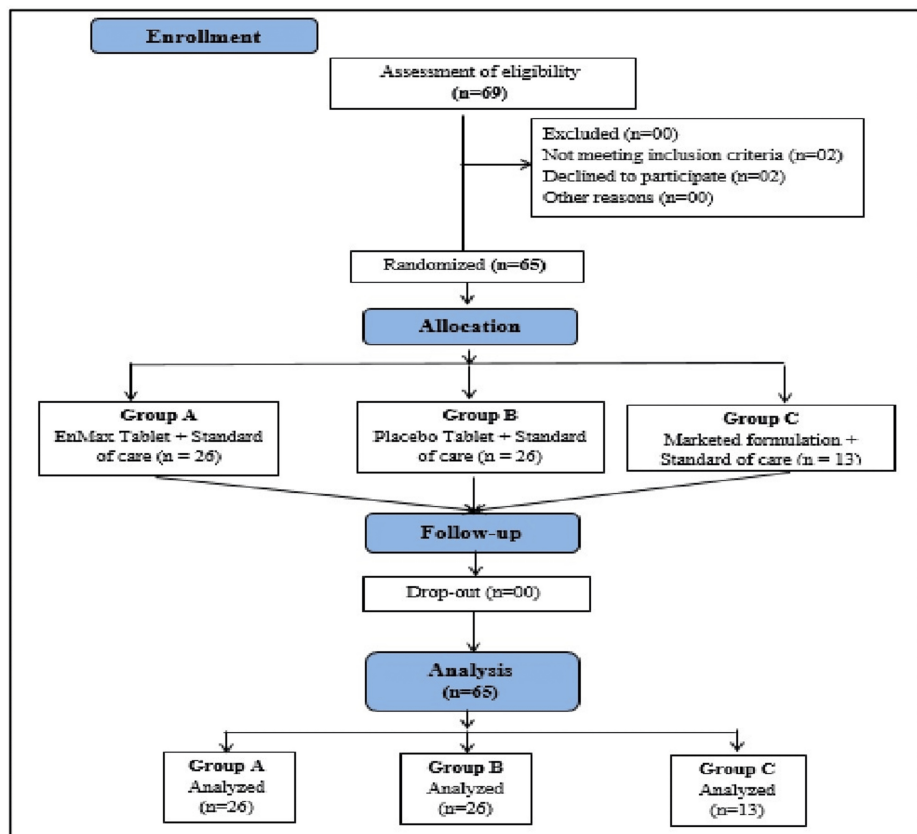 Enrollment
Assessment of eligibility
(n=69)
Excluded (n=00)
Not meeting inclusion criteria (n=02)
Declined to participate (n=02)
Other reasons (n=00)
Randomized (n=65)
Allocation
Group A
EnMax Tablet + Standard
of care (n = 26)
Group B
Placebo Tablet + Standard
of care (n = 26)
Group C
Marketed formulation +
Standard of care (n = 13)
Follow-up
Drop-out (n=00)
Analysis
(n=65)
Group A
Analyzed
(n=26)
Group B
Analyzed
(n=26)
Group C
Analyzed
(n=13)